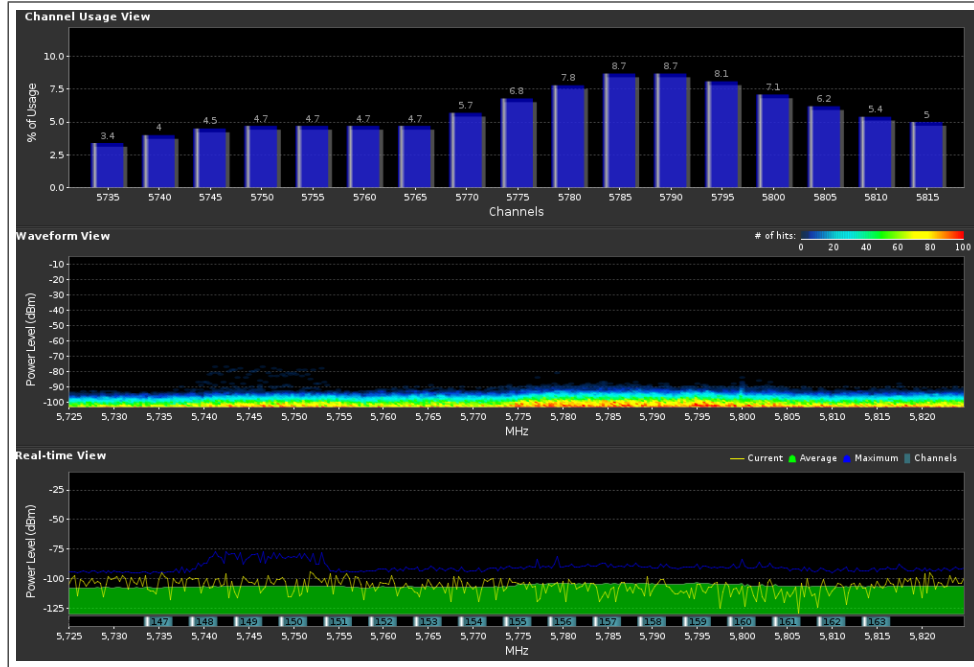 Channel Usage View
% of Usage
10.0
7.5
5.0
2.5
0.0
3.4 4 4.5 4.7 4.7 4.7 4.7 5.7 6.8 7.8 8.7 8.7 8.1 7.1 6.2 5.4 5
5735 5740 5745 5750 5755 5760 5765 5770 5775 5780 5785 5790 5795 5800 5805 5810 5815
Channels
Waveform View
# of hits:
0 20 40 60 80 100
Power Level (dBm)
-10
-20
-30
-40
-50
-60
-70
-80
-90
-100
5,725 5,730 5,735 5,740 5,745 5,750 5,755 5,760 5,765 5,770 5,775 5,780 5,785 5,790 5,795 5,800 5,805 5,810 5,815 5,820
MHz
Real-time View
Current Average Maximum Channels
Power Level (dBm)
-25
-50
-75
-100
-125
147 148 149 150 151 152 153 154 155 156 157 158 159 160 161 162 163
5,725 5,730 5,735 5,740 5,745 5,750 5,755 5,760 5,765 5,770 5,775 5,780 5,785 5,790 5,795 5,800 5,805 5,810 5,815 5,820
MHz